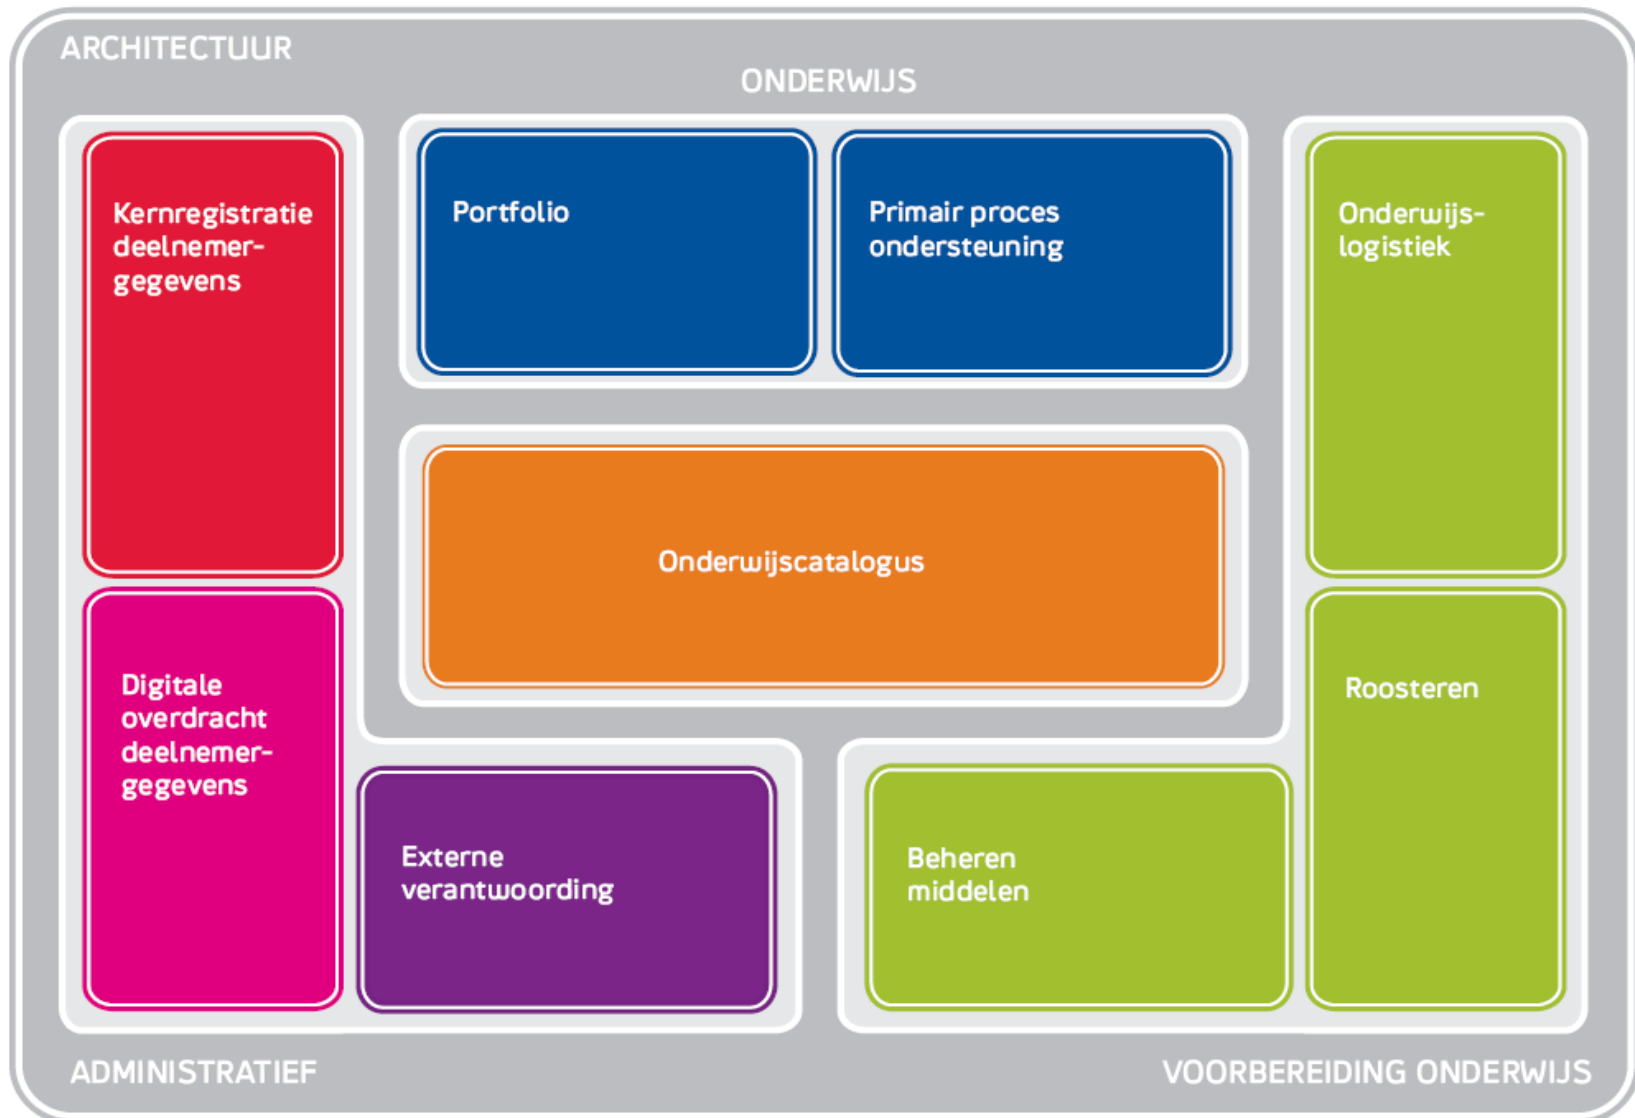 ARCHITECTUUR
ONDERWIJS
Kernregistratie
deelnemer-
gegevens
Portfolio
Primair proces
ondersteuning
Onderwijs-
logistiek
Onderwijscatalogus
Digitale
overdracht
deelnemer-
gegevens
Roosteren
Externe
verantwoording
Beheren
middelen
ADMINISTRATIEF
VOORBEREIDING ONDERWIJS